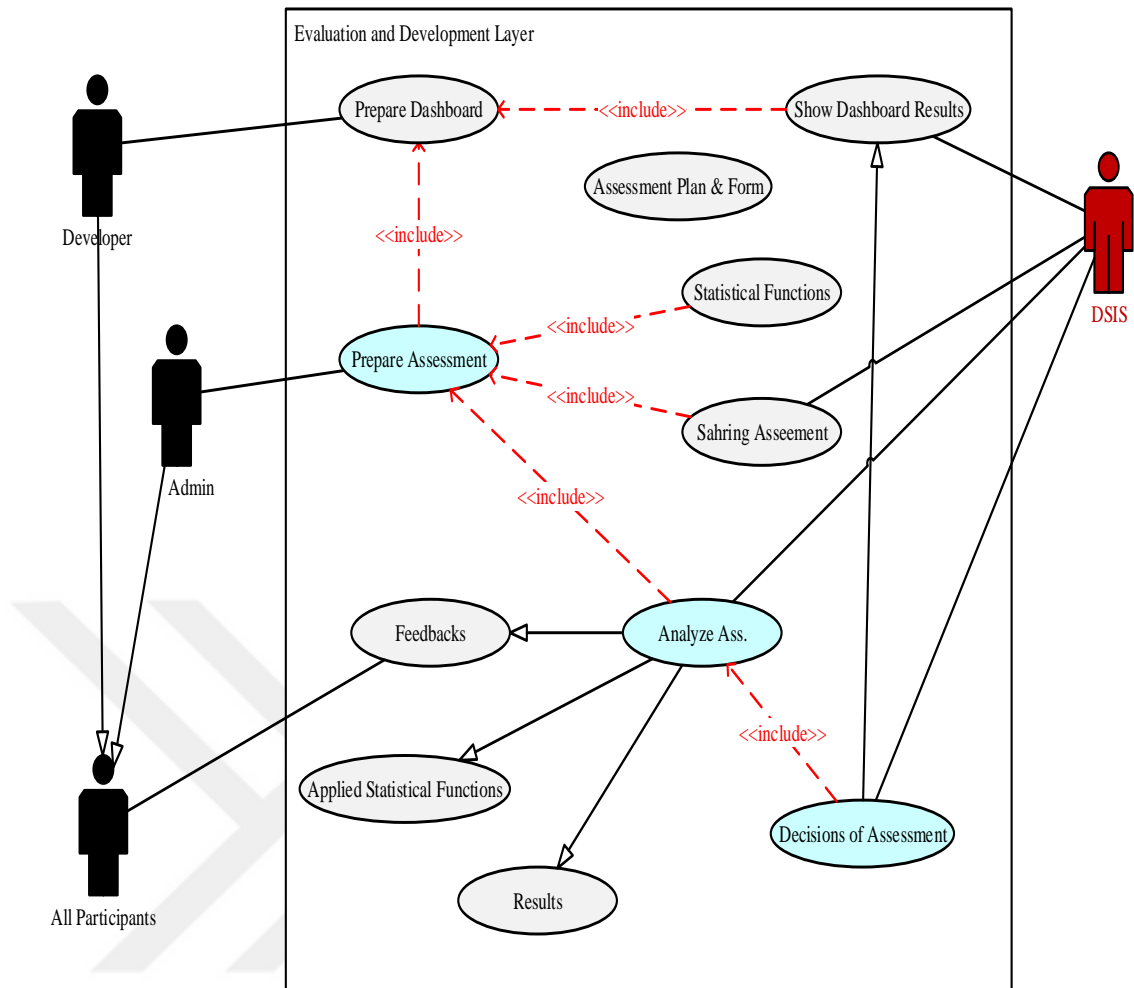 Evaluation and Development Layer
Prepare Dashboard
<<include>>
Show Dashboard Results
Assessment Plan & Form
Developer
<<include>>
Statistical Functions
DSIS
<<include>>
Prepare Assessment
<<include>>
Sahring Asseement
Admin
<<include>>
Feedbacks
Analyze Ass.
<<include>>
Applied Statistical Functions
Decisions of Assessment
Results
All Participants